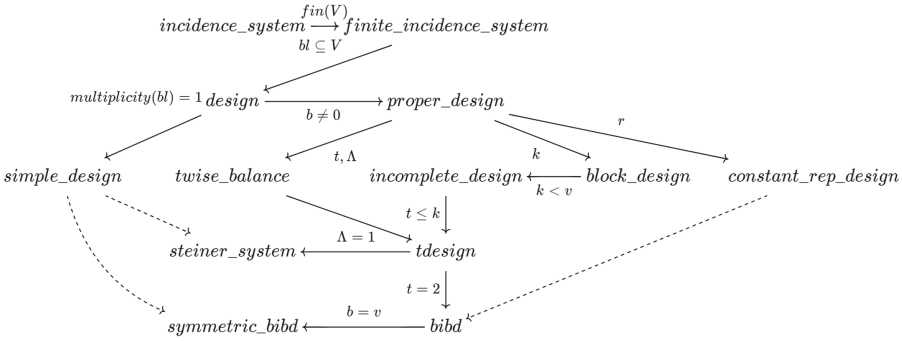 fin(V)
incidence_system finite_incidence_system
bl ⊆ V
multiplicity(bl) = 1 design proper_design
b ≠ 0
r
t, Λ k
simple_design twise_balance incomplete_design block_design constant_rep_design
k < v
t ≤ k
Λ = 1
steiner_system tdesign
t = 2
b = v
symmetric_bibd bibd